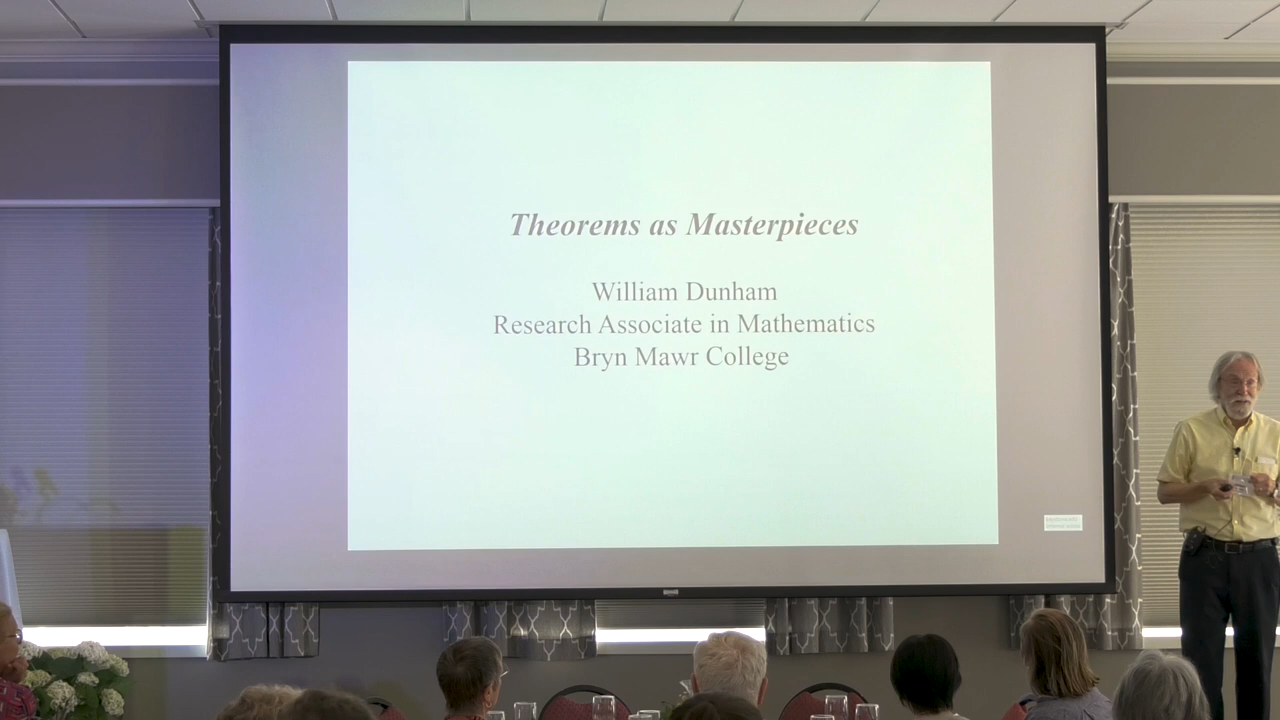 Theorems as Masterpieces
William Dunham
Research Associate in Mathematics
Bryn Mawr College